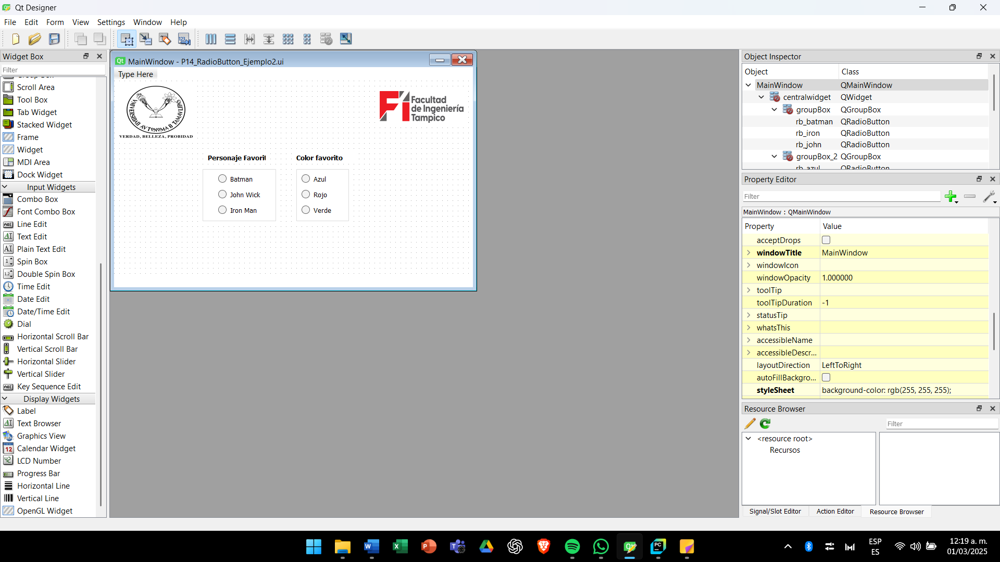 Qt Designer
File Edit Form View Settings Window Help
Widget Box
Filter
Scroll Area
Tool Box
Tab Widget
Stacked Widget
Frame
Widget
MDI Area
Dock Widget
Input Widgets
Combo Box
Font Combo Box
Line Edit
Text Edit
Plain Text Edit
Spin Box
Double Spin Box
Time Edit
Date Edit
Date/Time Edit
Dial
Horizontal Scroll Bar
Vertical Scroll Bar
Horizontal Slider
Vertical Slider
Key Sequence Edit
Display Widgets
Label
Text Browser
Graphics View
Calendar Widget
LCD Number
Progress Bar
Horizontal Line
Vertical Line
OpenGL Widget
MainWindow - P14_RadioButton_Ejemplo2.ui
Type Here
VERDAD, BELLEZA, PROBIDAD
Fi Facultad
de Ingeniería
Tampico
Personaje Favorit
Batman
John Wick
Iron Man
Color favorito
Azul
Rojo
Verde
Object Inspector
Object Class
MainWindow QMainWindow
centralwidget QWidget
groupBox QGroupBox
rb_batman QRadioButton
rb_iron QRadioButton
rb_john QRadioButton
groupBox_2 QGroupBox
rb_azul QRadioButton
Property Editor
Filter
MainWindow : QMainWindow
Property Value
acceptDrops
windowTitle MainWindow
windowIcon
windowOpacity 1.000000
toolTip
toolTipDuration -1
statusTip
whatsThis
accessibleName
accessibleDescr...
layoutDirection LeftToRight
autoFillBackgro...
styleSheet background-color: rgb(255, 255, 255);
Resource Browser
Filter
<resource root>
Recursos
Signal/Slot Editor Action Editor Resource Browser
ESP
ES
12:19 a. m.
01/03/2025